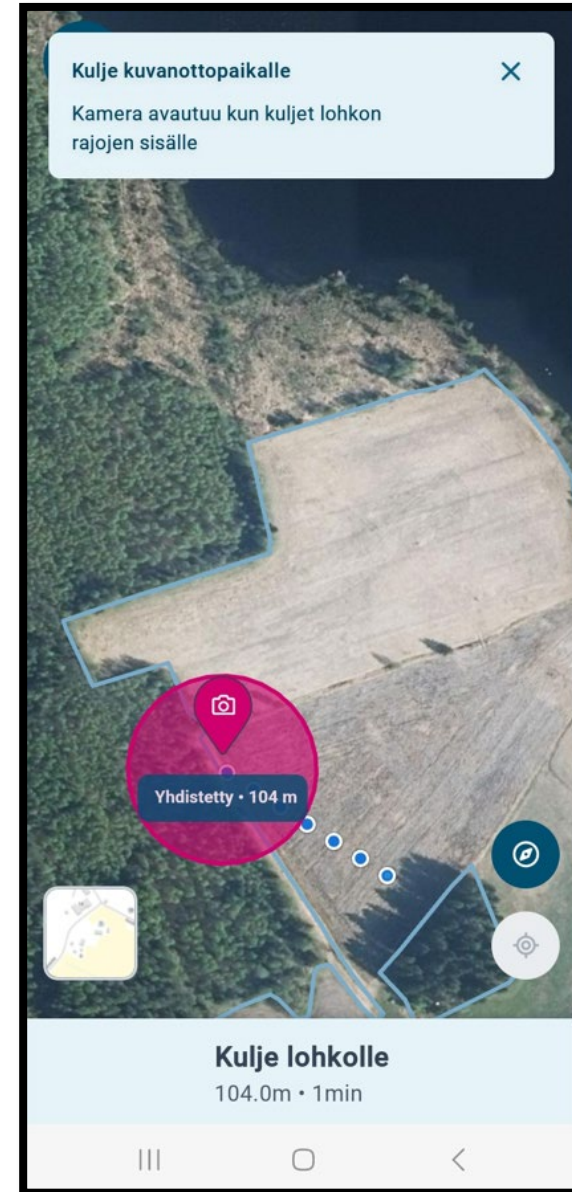 Kulje kuvanottopaikalle
Kamera avautuu kun kuljet lohkon
rajojen sisälle
Yhdistetty • 104 m
Kulje lohkolle
104.0m • 1min